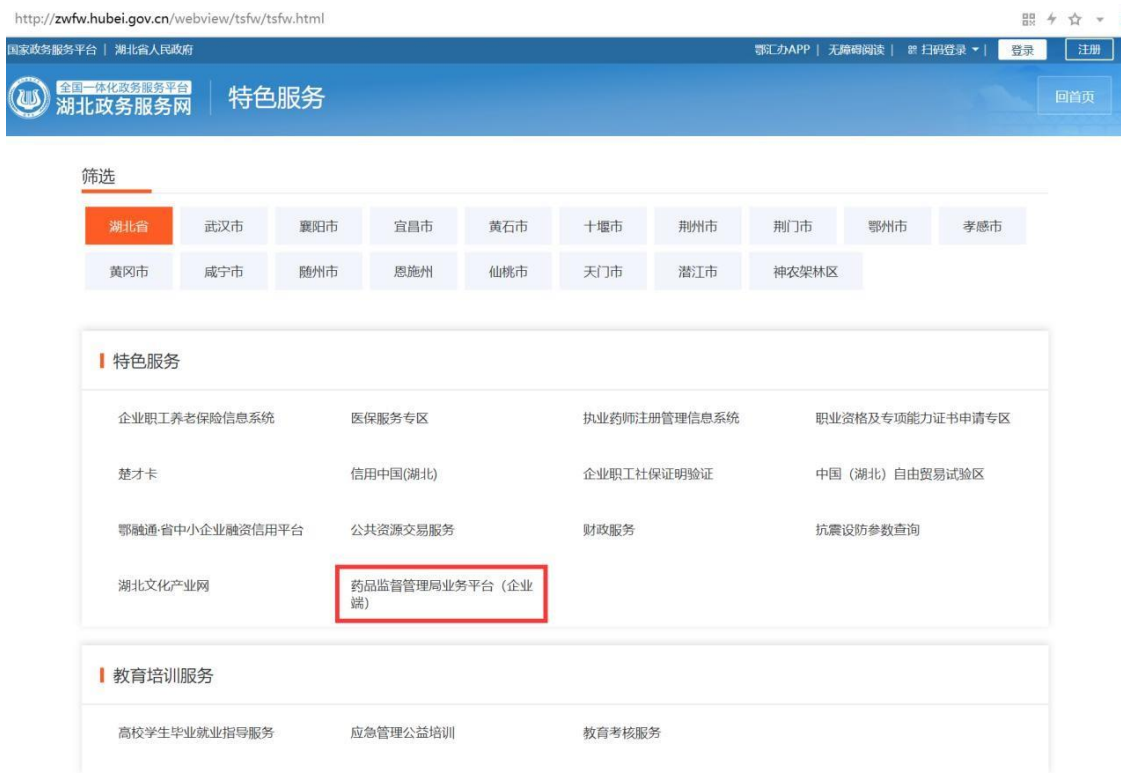 http://zwfw.hubei.gov.cn/webview/tsfw/tsfw.html
国家政务服务平台 | 湖北省人民政府
鄂汇办APP | 无障碍阅读 | 扫码登录 | 登录 注册
全国一体化政务服务平台
湖北政务服务网
特色服务
回首页
筛选
湖北省 武汉市 襄阳市 宜昌市 黄石市 十堰市 荆州市 荆门市 鄂州市 孝感市
黄冈市 咸宁市 随州市 恩施州 仙桃市 天门市 潜江市 神农架林区
特色服务
企业职工养老保险信息系统 医保服务专区 执业药师注册管理信息系统 职业资格及专项能力证书申请专区
楚才卡 信用中国(湖北) 企业职工社保证明验证 中国（湖北）自由贸易试验区
鄂融通·省中小企业融资信用平台 公共资源交易服务 财政服务 抗震设防参数查询
湖北文化产业网 药品监督管理局业务平台（企业
端）
教育培训服务
高校学生毕业就业指导服务 应急管理公益培训 教育考核服务